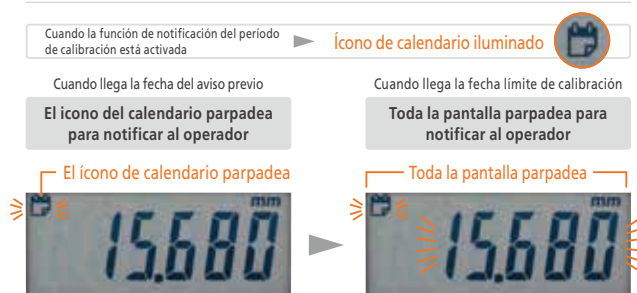 Cuando la función de notificación del período
de calibración está activada
Ícono de calendario iluminado
Cuando llega la fecha del aviso previo
El icono del calendario parpadea
para notificar al operador
El ícono de calendario parpadea
mm
15.680
Cuando llega la fecha límite de calibración
Toda la pantalla parpadea para
notificar al operador
Toda la pantalla parpadea
mm
15.680